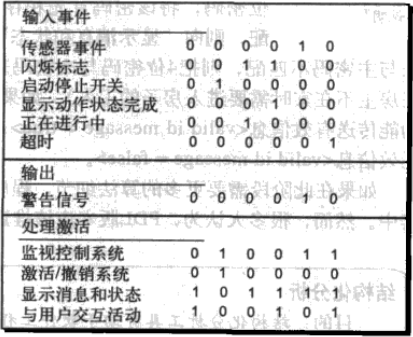 输入事件
传感器事件 0 0 0 0 1 0
闪烁标志 0 0 1 1 0 0
启动停止开关 0 1 0 0 0 0
显示动作状态完成 0 0 0 1 0 0
正在进行中 0 0 1 0 0 0
超时 0 0 0 0 0 1
输出
警告信号 0 0 0 0 1 0
处理激活
监视控制系统 0 1 0 0 1 1
激活/撤销系统 0 1 0 0 0 0
显示消息和状态 1 0 1 1 1 1
与用户交互活动 1 0 0 1 0 1